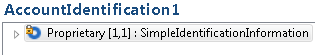 AccountIdentification1
Proprietary [1,1] : SimpleIdentificationInformation